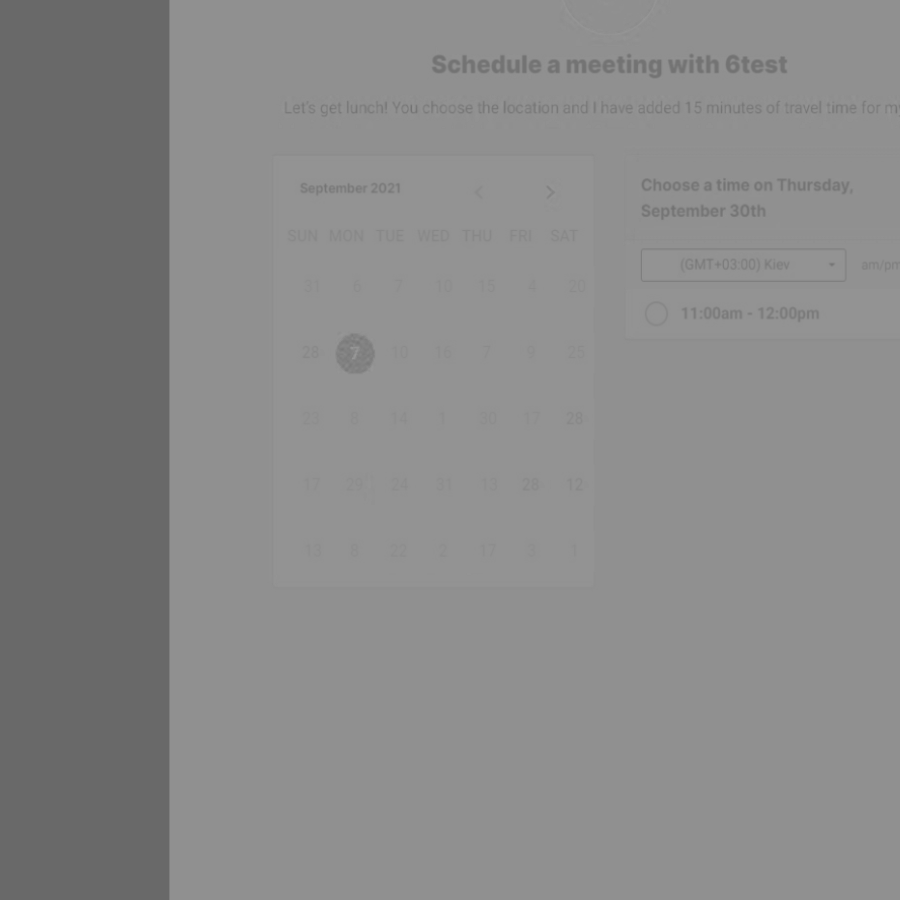 Schedule a meeting with 6test
Let's get lunch! You choose the location and I have added 15 minutes of travel time for m
September 2021
SUN MON TUE WED THU FRI SAT
31 6 7 10 15 4 20
28 7 10 16 7 9 25
23 8 14 1 30 17 28
17 29 24 31 13 28 12
13 8 22 2 17 3 1
Choose a time on Thursday,
September 30th
(GMT+03:00) Kiev am/pm
11:00am - 12:00pm